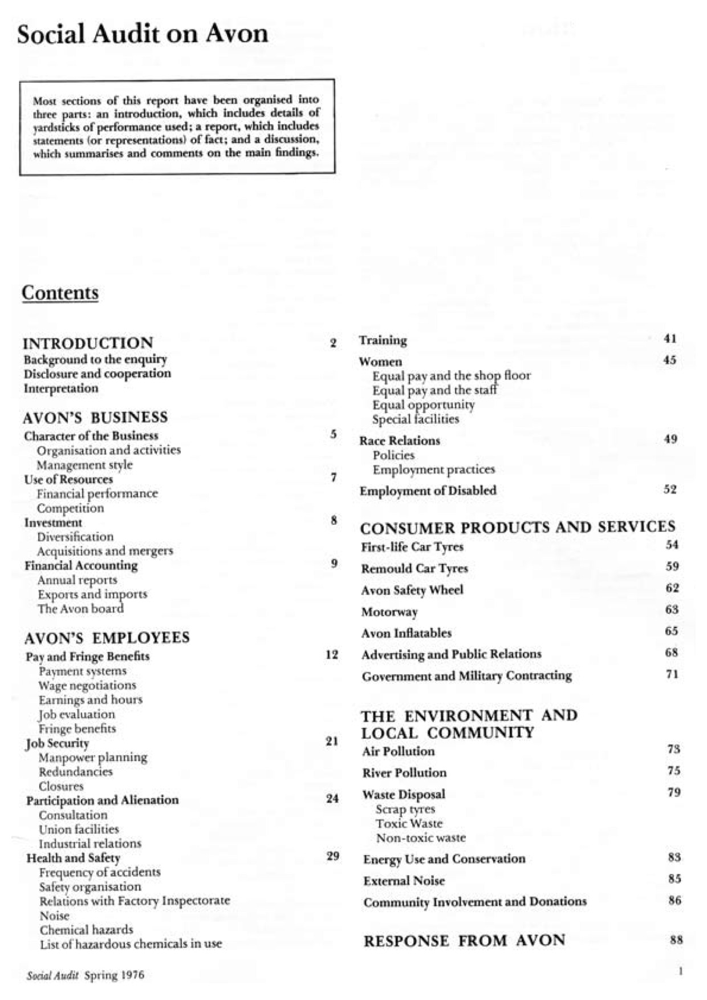 Social Audit on Avon
Most sections of this report have been organised into
three parts: an introduction, which includes details of
yardsticks of performance used; a report, which includes
statements (or representations) of fact; and a discussion,
which summarises and comments on the main findings.
Contents
INTRODUCTION 2
Background to the enquiry
Disclosure and cooperation
Interpretation
AVON'S BUSINESS
Character of the Business 5
Organisation and activities
Management style
Use of Resources 7
Financial performance
Competition
Investment 8
Diversification
Acquisitions and mergers
Financial Accounting 9
Annual reports
Exports and imports
The Avon board
AVON'S EMPLOYEES
Pay and Fringe Benefits 12
Payment systems
Wage negotiations
Earnings and hours
Job evaluation
Fringe benefits
Job Security 21
Manpower planning
Redundancies
Closures
Participation and Alienation 24
Consultation
Union facilities
Industrial relations
Health and Safety 29
Frequency of accidents
Safety organisation
Relations with Factory Inspectorate
Noise
Chemical hazards
List of hazardous chemicals in use
Training 41
Women 45
Equal pay and the shop floor
Equal pay and the staff
Equal opportunity
Special facilities
Race Relations 49
Policies
Employment practices
Employment of Disabled 52
CONSUMER PRODUCTS AND SERVICES
First-life Car Tyres 54
Remould Car Tyres 59
Avon Safety Wheel 62
Motorway 63
Avon Inflatables 65
Advertising and Public Relations 68
Government and Military Contracting 71
THE ENVIRONMENT AND
LOCAL COMMUNITY
Air Pollution 73
River Pollution 75
Waste Disposal 79
Scrap tyres
Toxic Waste
Non-toxic waste
Energy Use and Conservation 83
External Noise 85
Community Involvement and Donations 86
RESPONSE FROM AVON 88
Social Audit Spring 1976
1